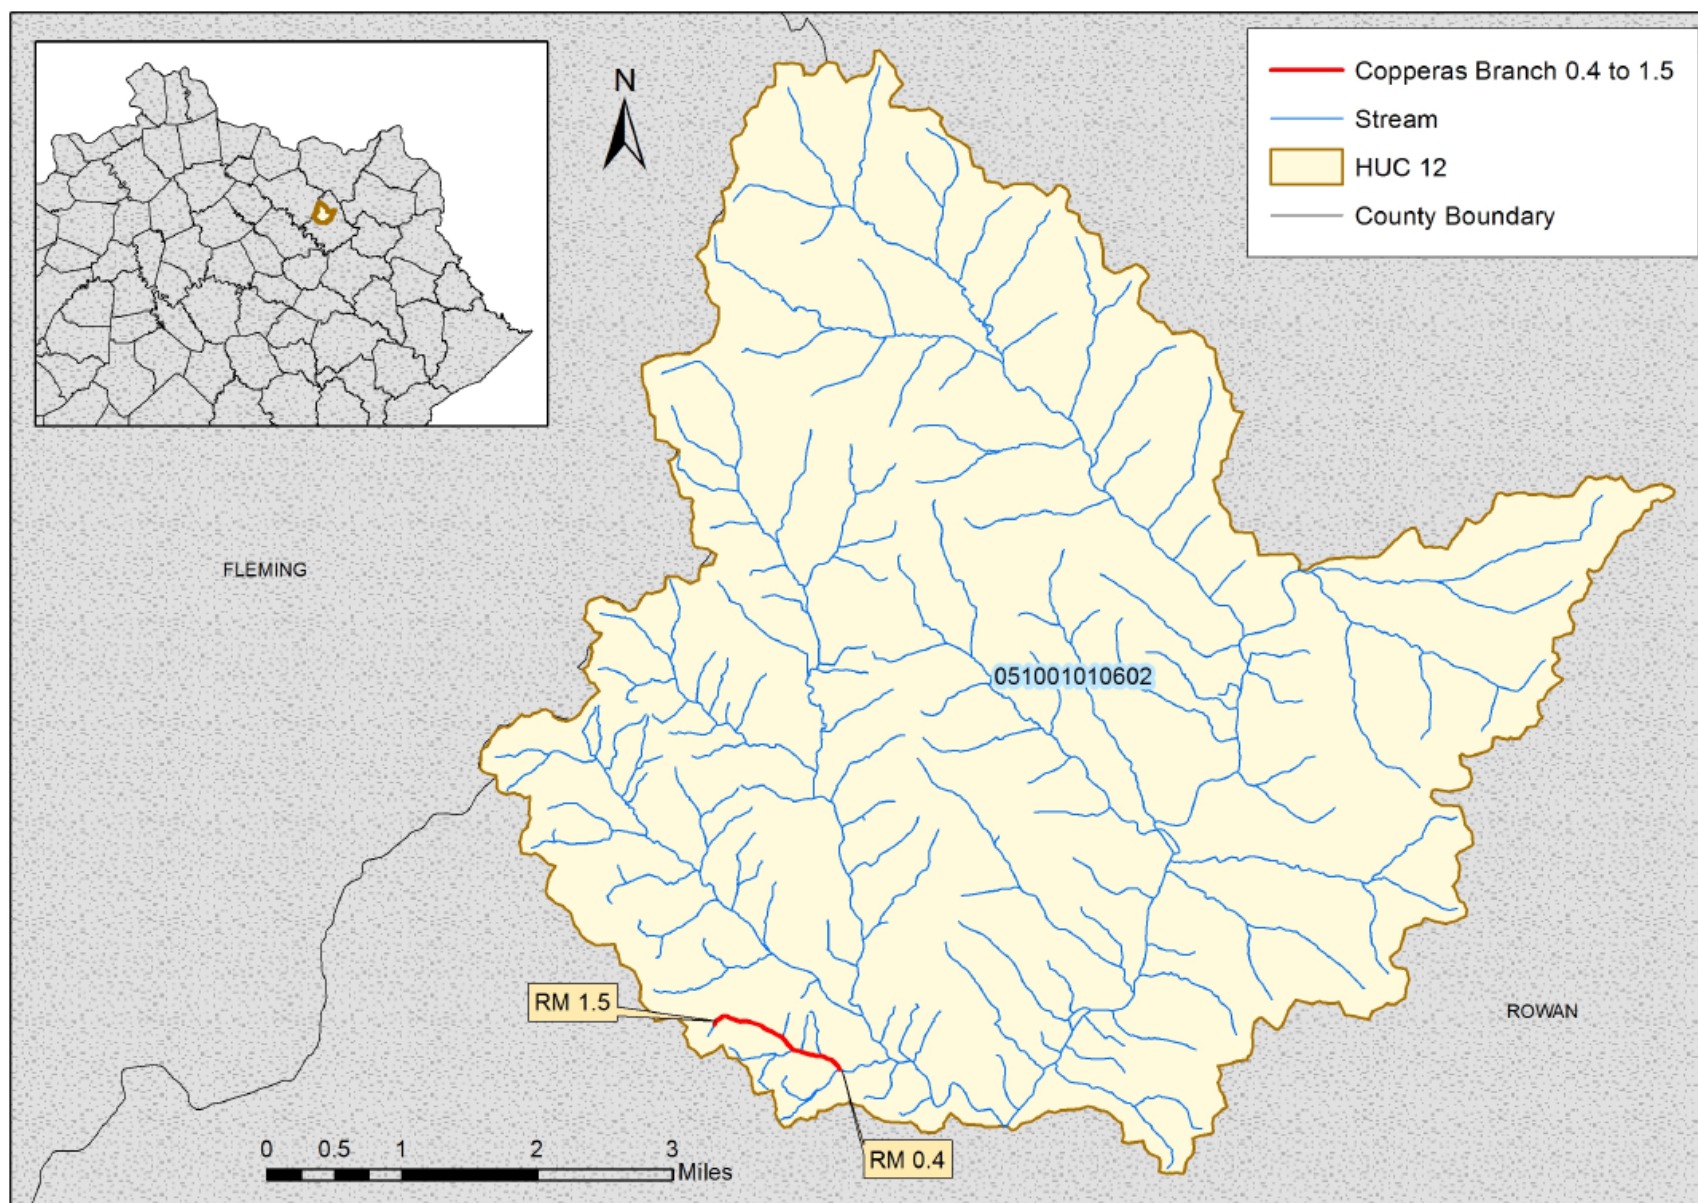 N
Copperas Branch 0.4 to 1.5
Stream
HUC 12
County Boundary
FLEMING
051001010602
RM 1.5
ROWAN
RM 0.4
0 0.5 1 2 3
Miles